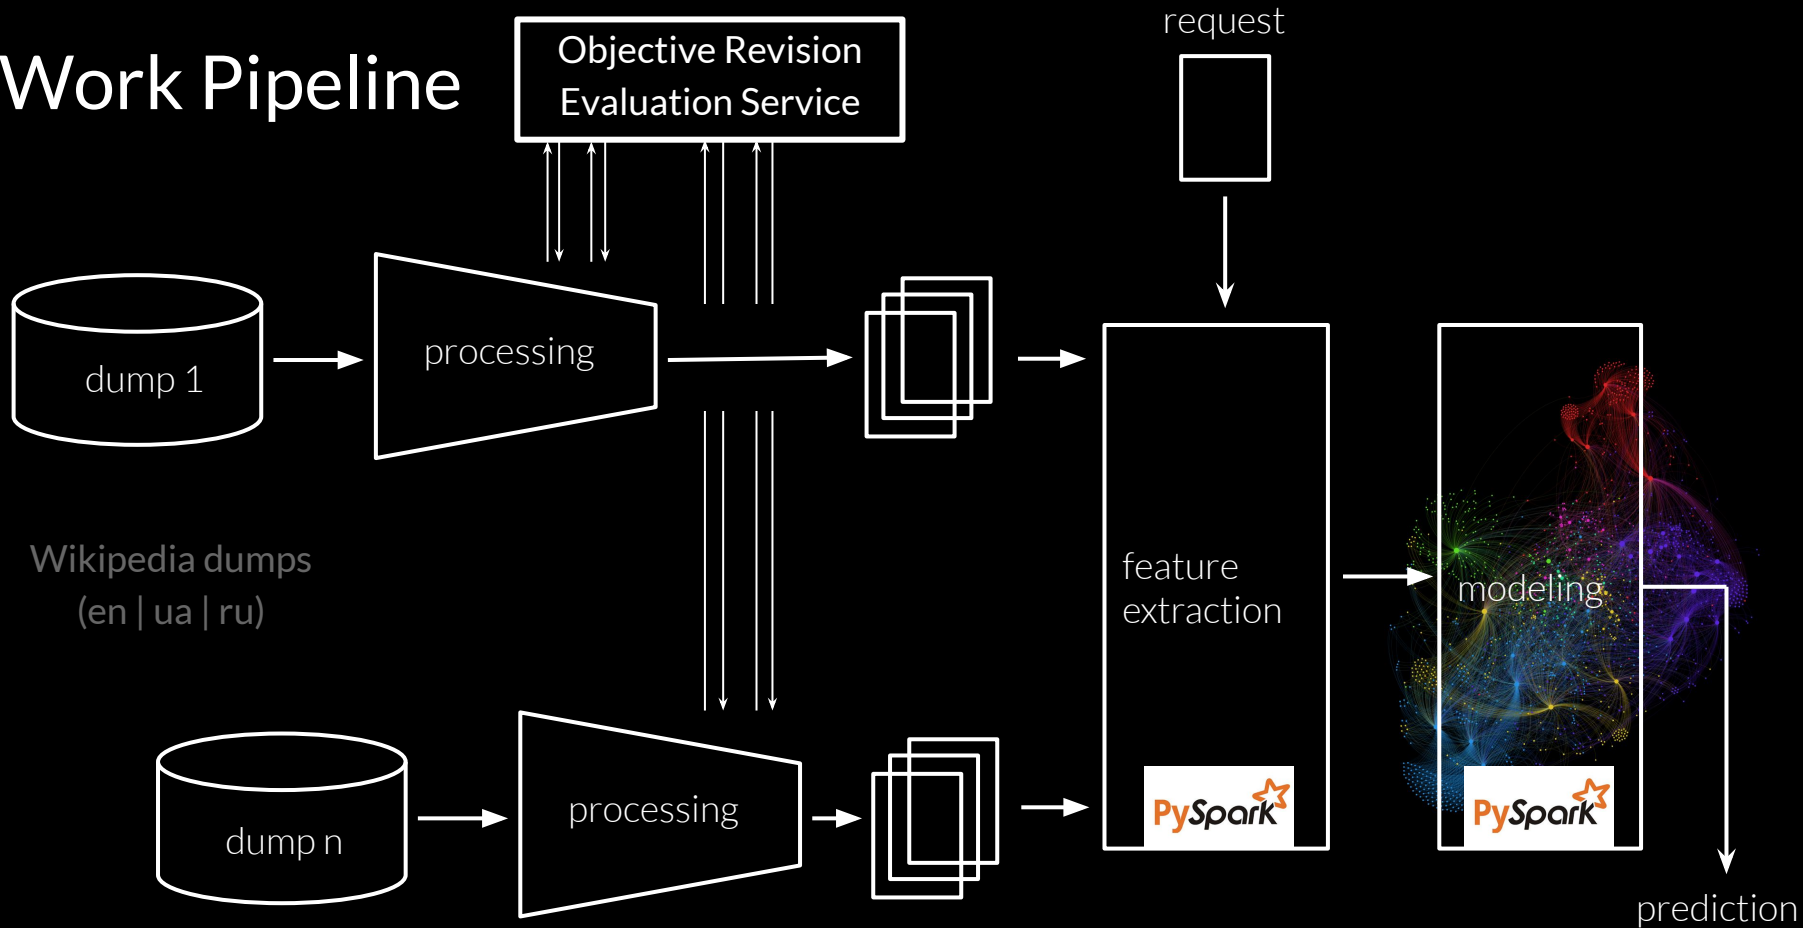 Work Pipeline
Objective Revision
Evaluation Service
request
dump 1
processing
Wikipedia dumps
(en | ua | ru)
feature
extraction
modeling
dump n
processing
PySpark
PySpark
prediction